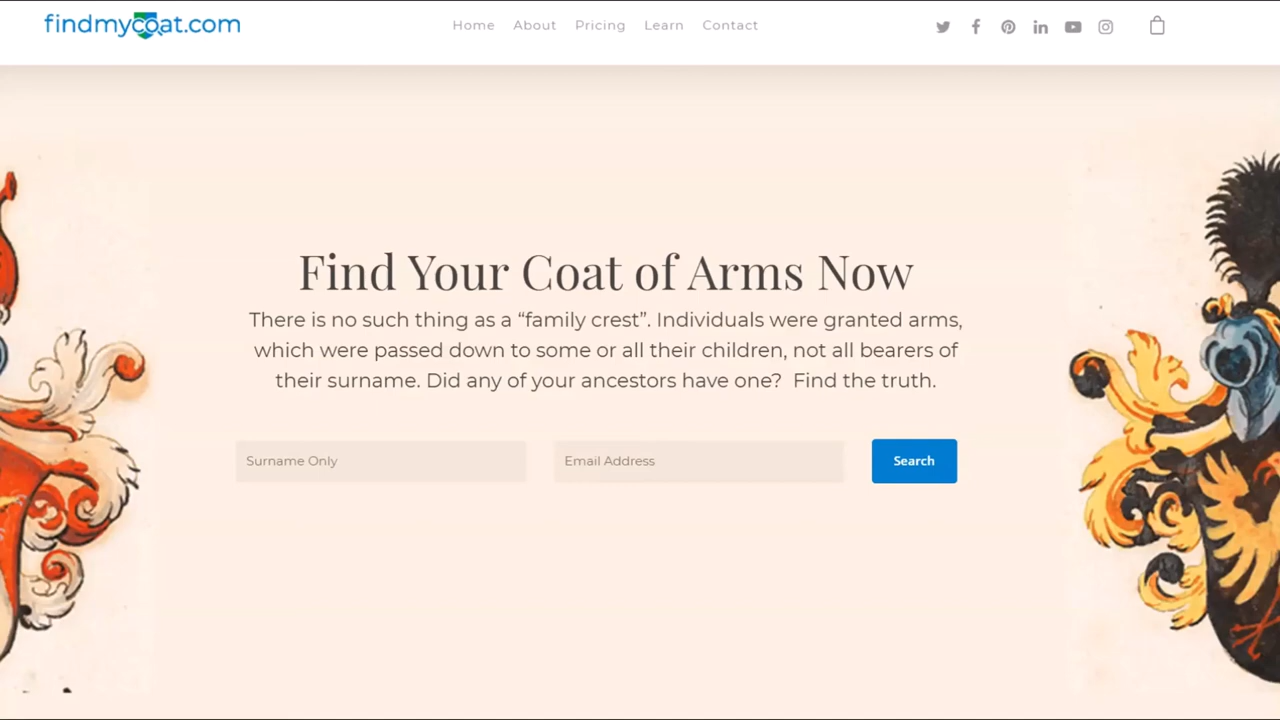 findmycoat.com
Home About Pricing Learn Contact
Find Your Coat of Arms Now
There is no such thing as a “family crest”. Individuals were granted arms,
which were passed down to some or all their children, not all bearers of
their surname. Did any of your ancestors have one? Find the truth.
Surname Only
Email Address
Search